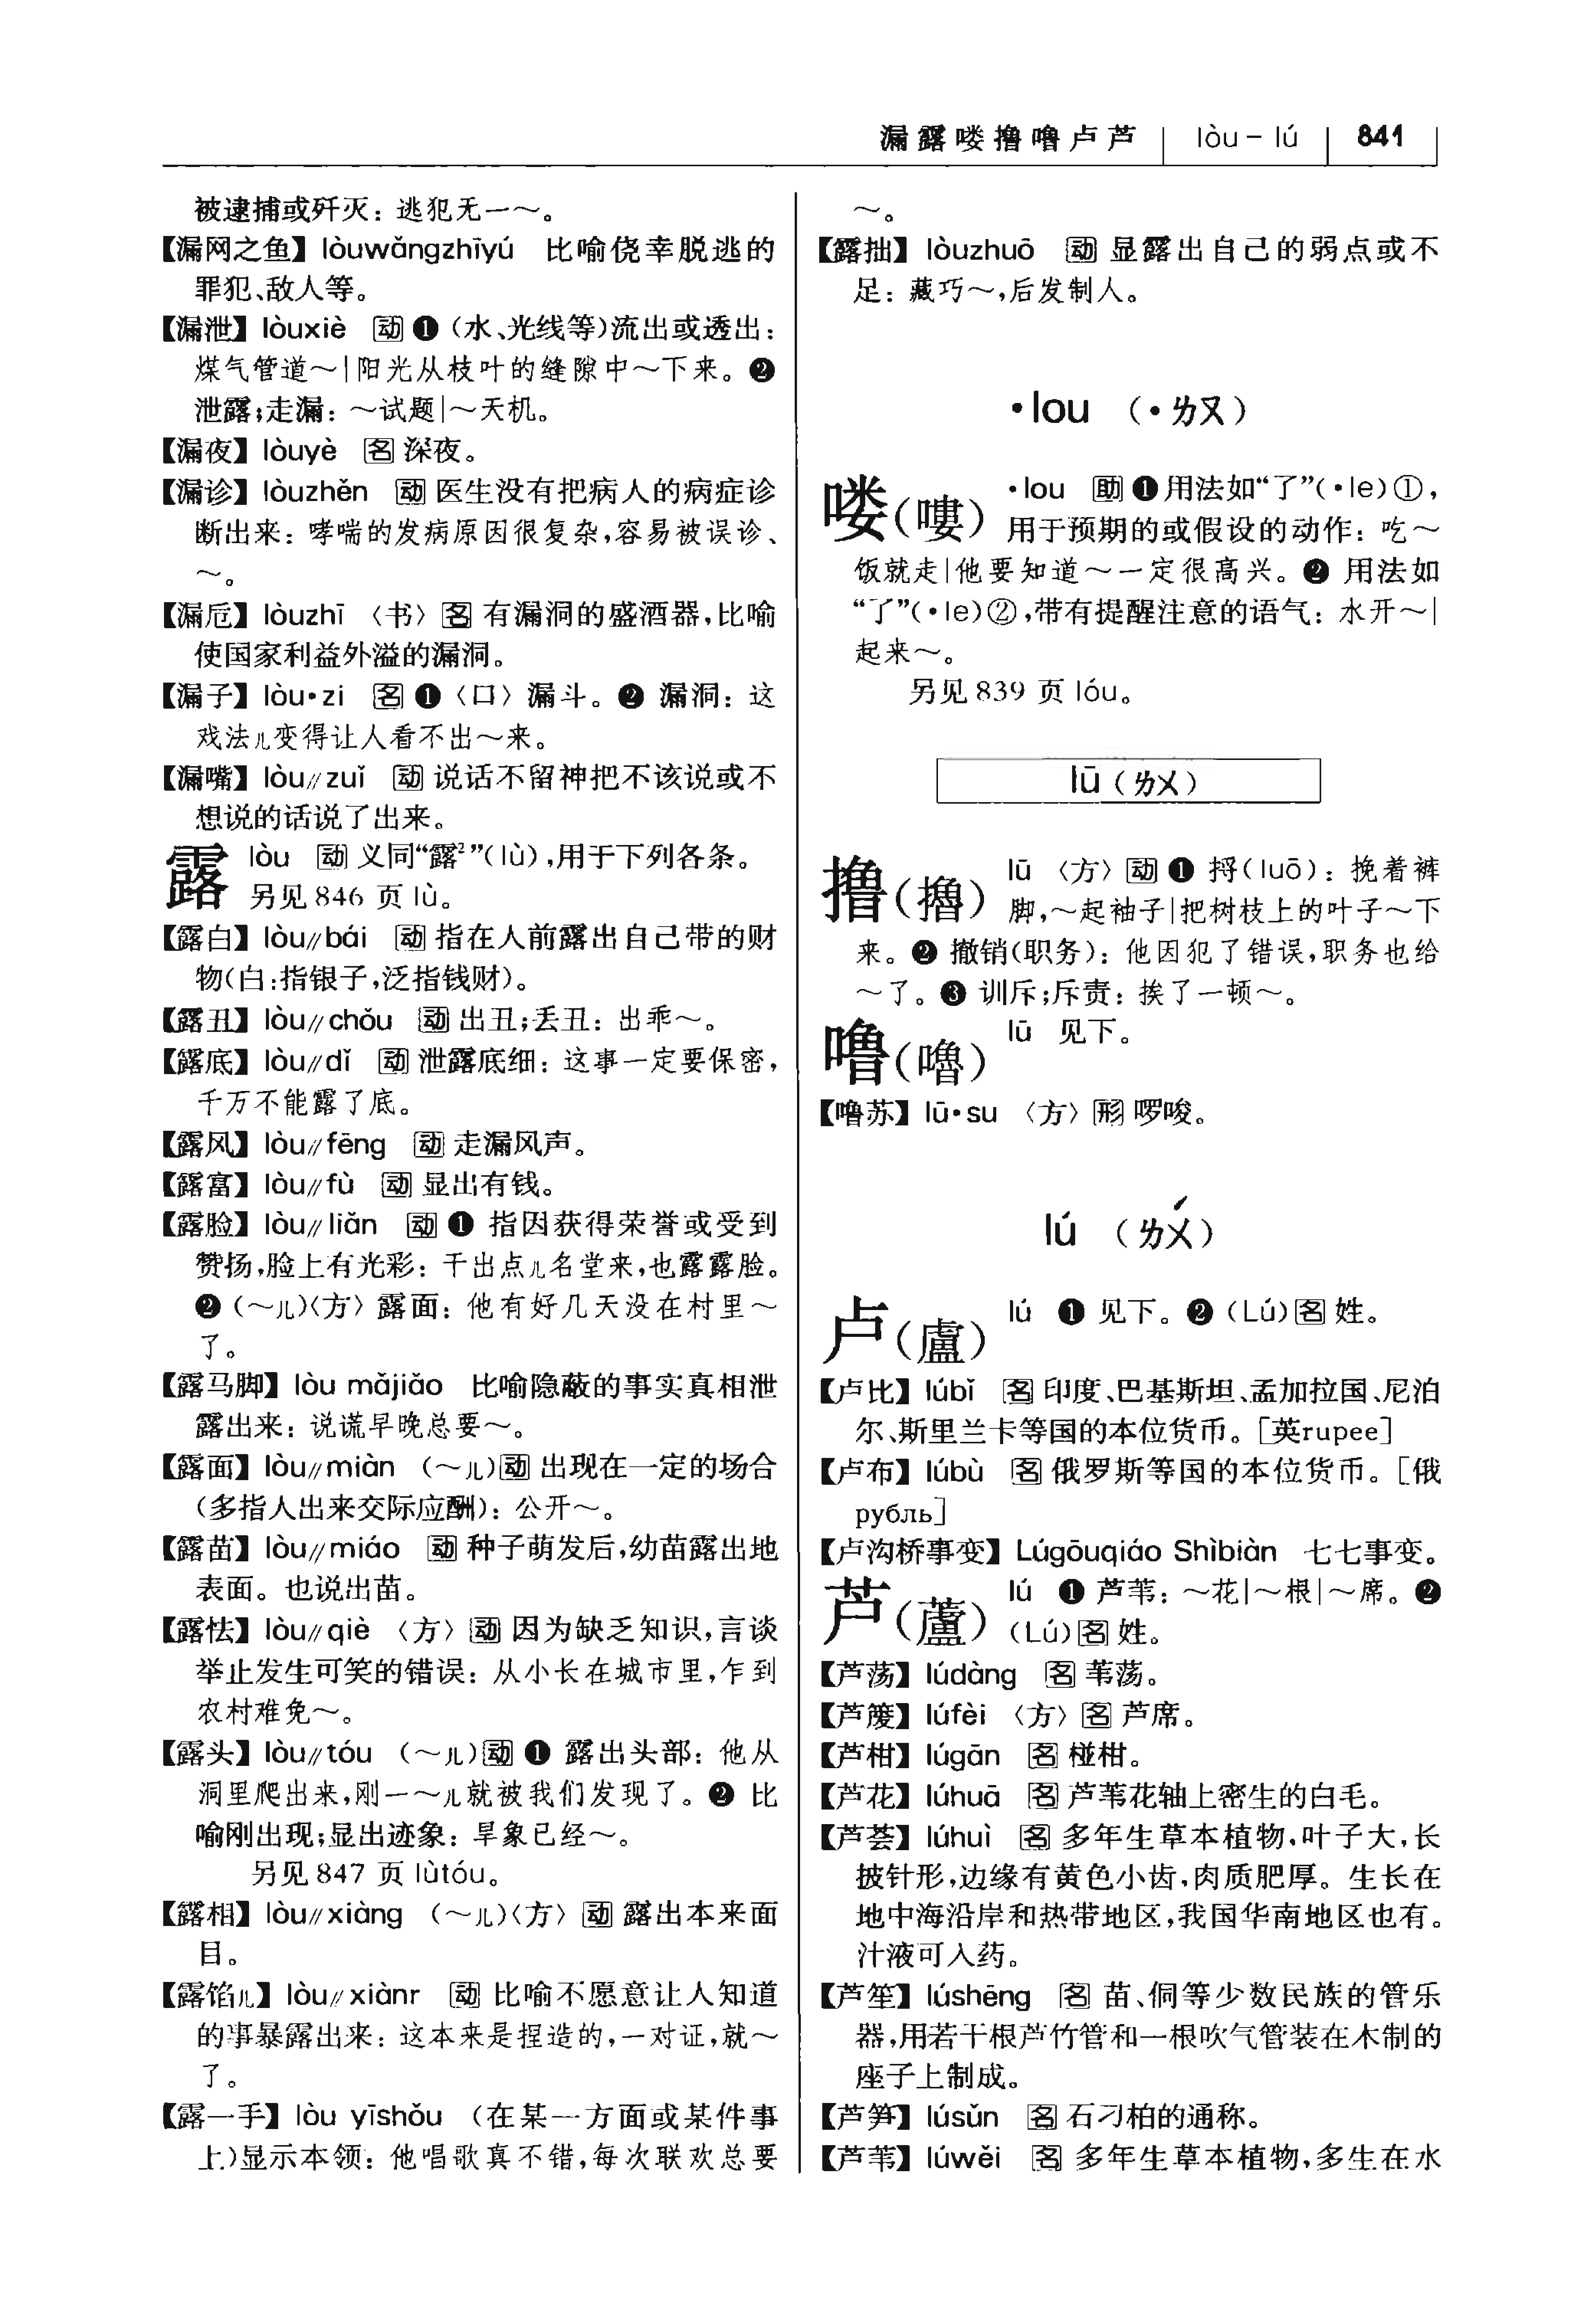 漏露喽撸噜卢芦 | lòu – lú | 841
被逮捕或歼灭：逃犯无一～。
【漏网之鱼】lòuwǎngzhīyú 比喻侥幸脱逃的
罪犯、敌人等。
【漏泄】lòuxiè 动 ❶（水、光线等）流出或透出：
煤气管道～|阳光从枝叶的缝隙中～下来。❷
泄露;走漏：～试题|～天机。
【漏夜】lòuyè 名 深夜。
【漏诊】lòuzhěn 动 医生没有把病人的病症诊
断出来：哮喘的发病原因很复杂,容易被误诊、
～。
【漏卮】lòuzhī〈书〉名 有漏洞的盛酒器,比喻
使国家利益外溢的漏洞。
【漏子】lòu•zi 名 ❶〈口〉漏斗。❷ 漏洞：这
戏法儿变得让人看不出～来。
【漏嘴】lòu//zuǐ 动 说话不留神把不该说或不
想说的话说了出来。
露 lòu 动 义同“露²”(lù),用于下列各条。
另见 846 页 lù。
【露白】lòu//bái 动 指在人前露出自己带的财
物(白:指银子,泛指钱财)。
【露丑】lòu//chǒu 动 出丑;丢丑：出乖～。
【露底】lòu//dǐ 动 泄露底细：这事一定要保密,
千万不能露了底。
【露风】lòu//fēng 动 走漏风声。
【露富】lòu//fù 动 显出有钱。
【露脸】lòu//liǎn 动 ❶ 指因获得荣誉或受到
赞扬,脸上有光彩：干出点儿名堂来,也露露脸。
❷（～儿）〈方〉露面：他有好几天没在村里～
了。
【露马脚】lòu mǎjiǎo 比喻隐蔽的事实真相泄
露出来：说谎早晚总要～。
【露面】lòu//miàn（～儿）动 出现在一定的场合
(多指人出来交际应酬)：公开～。
【露苗】lòu//miáo 动 种子萌发后,幼苗露出地
表面。也说出苗。
【露怯】lòu//qiè〈方〉动 因为缺乏知识,言谈
举止发生可笑的错误：从小长在城市里,乍到
农村难免～。
【露头】lòu//tóu（～儿）动 ❶ 露出头部：他从
洞里爬出来,刚一～儿就被我们发现了。❷ 比
喻刚出现;显出迹象：旱象已经～。
另见 847 页 lùtóu。
【露相】lòu//xiàng（～儿）〈方〉动 露出本来面
目。
【露馅儿】lòu//xiànr 动 比喻不愿意让人知道
的事暴露出来：这本来是捏造的,一对证,就～
了。
【露一手】lòu yīshǒu（在某一方面或某件事
上)显示本领：他唱歌真不错,每次联欢总要
～。
【露拙】lòuzhuō 动 显露出自己的弱点或不
足：藏巧～,后发制人。
•lou （•ㄌㄡ）
喽(嘍) •lou 助 ❶用法如“了”(•le)①,
用于预期的或假设的动作：吃～
饭就走|他要知道～一定很高兴。❷ 用法如
“了”(•le)②,带有提醒注意的语气：水开～|
起来～。
另见 839 页 lóu。
lū（ㄌㄨ）
撸(擼) lū〈方〉动 ❶ 捋(luō)：挽着裤
脚,～起袖子|把树枝上的叶子～下
来。❷ 撤销(职务)：他因犯了错误,职务也给
～了。❸ 训斥;斥责：挨了一顿～。
噜(嚕) lū 见下。
【噜苏】lū•su〈方〉形 啰唆。
lú （ㄌㄨˊ）
卢(盧) lú ❶ 见下。❷（Lú）名 姓。
【卢比】lúbǐ 名 印度、巴基斯坦、孟加拉国、尼泊
尔、斯里兰卡等国的本位货币。[英rupee]
【卢布】lúbù 名 俄罗斯等国的本位货币。[俄
рубль]
【卢沟桥事变】Lúgōuqiáo Shìbiàn 七七事变。
芦(蘆) lú ❶ 芦苇：～花|～根|～席。❷
(Lú)名 姓。
【芦荡】lúdàng 名 苇荡。
【芦䈺】lúfèi〈方〉名 芦席。
【芦柑】lúgān 名 椪柑。
【芦花】lúhuā 名 芦苇花轴上密生的白毛。
【芦荟】lúhuì 名 多年生草本植物,叶子大,长
披针形,边缘有黄色小齿,肉质肥厚。生长在
地中海沿岸和热带地区,我国华南地区也有。
汁液可入药。
【芦笙】lúshēng 名 苗、侗等少数民族的管乐
器,用若干根芦竹管和一根吹气管装在木制的
座子上制成。
【芦笋】lúsǔn 名 石刁柏的通称。
【芦苇】lúwěi 名 多年生草本植物,多生在水